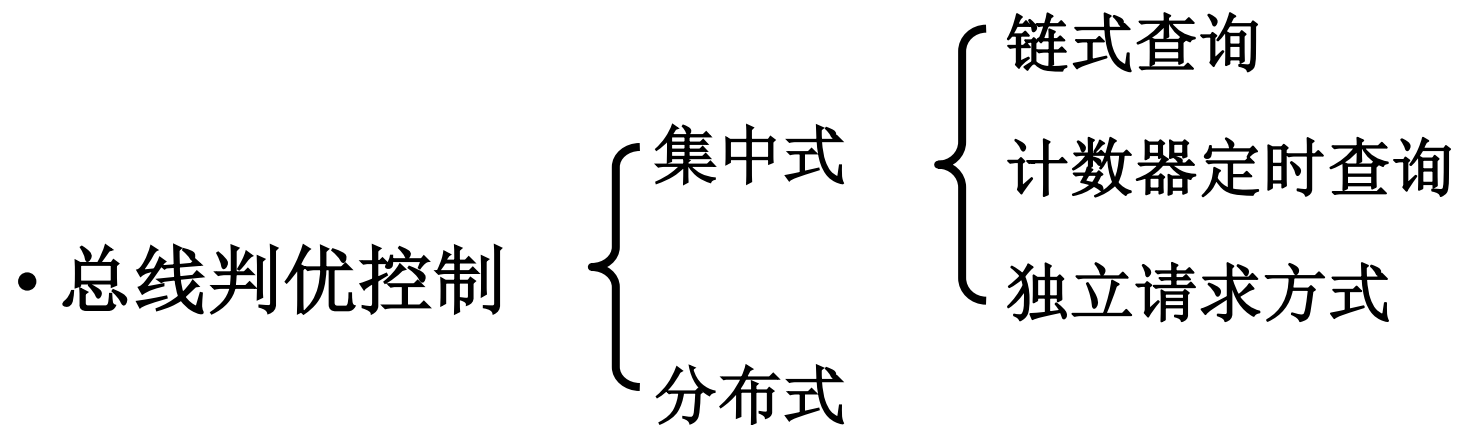 • 总线判优控制
集中式
链式查询
计数器定时查询
独立请求方式
分布式